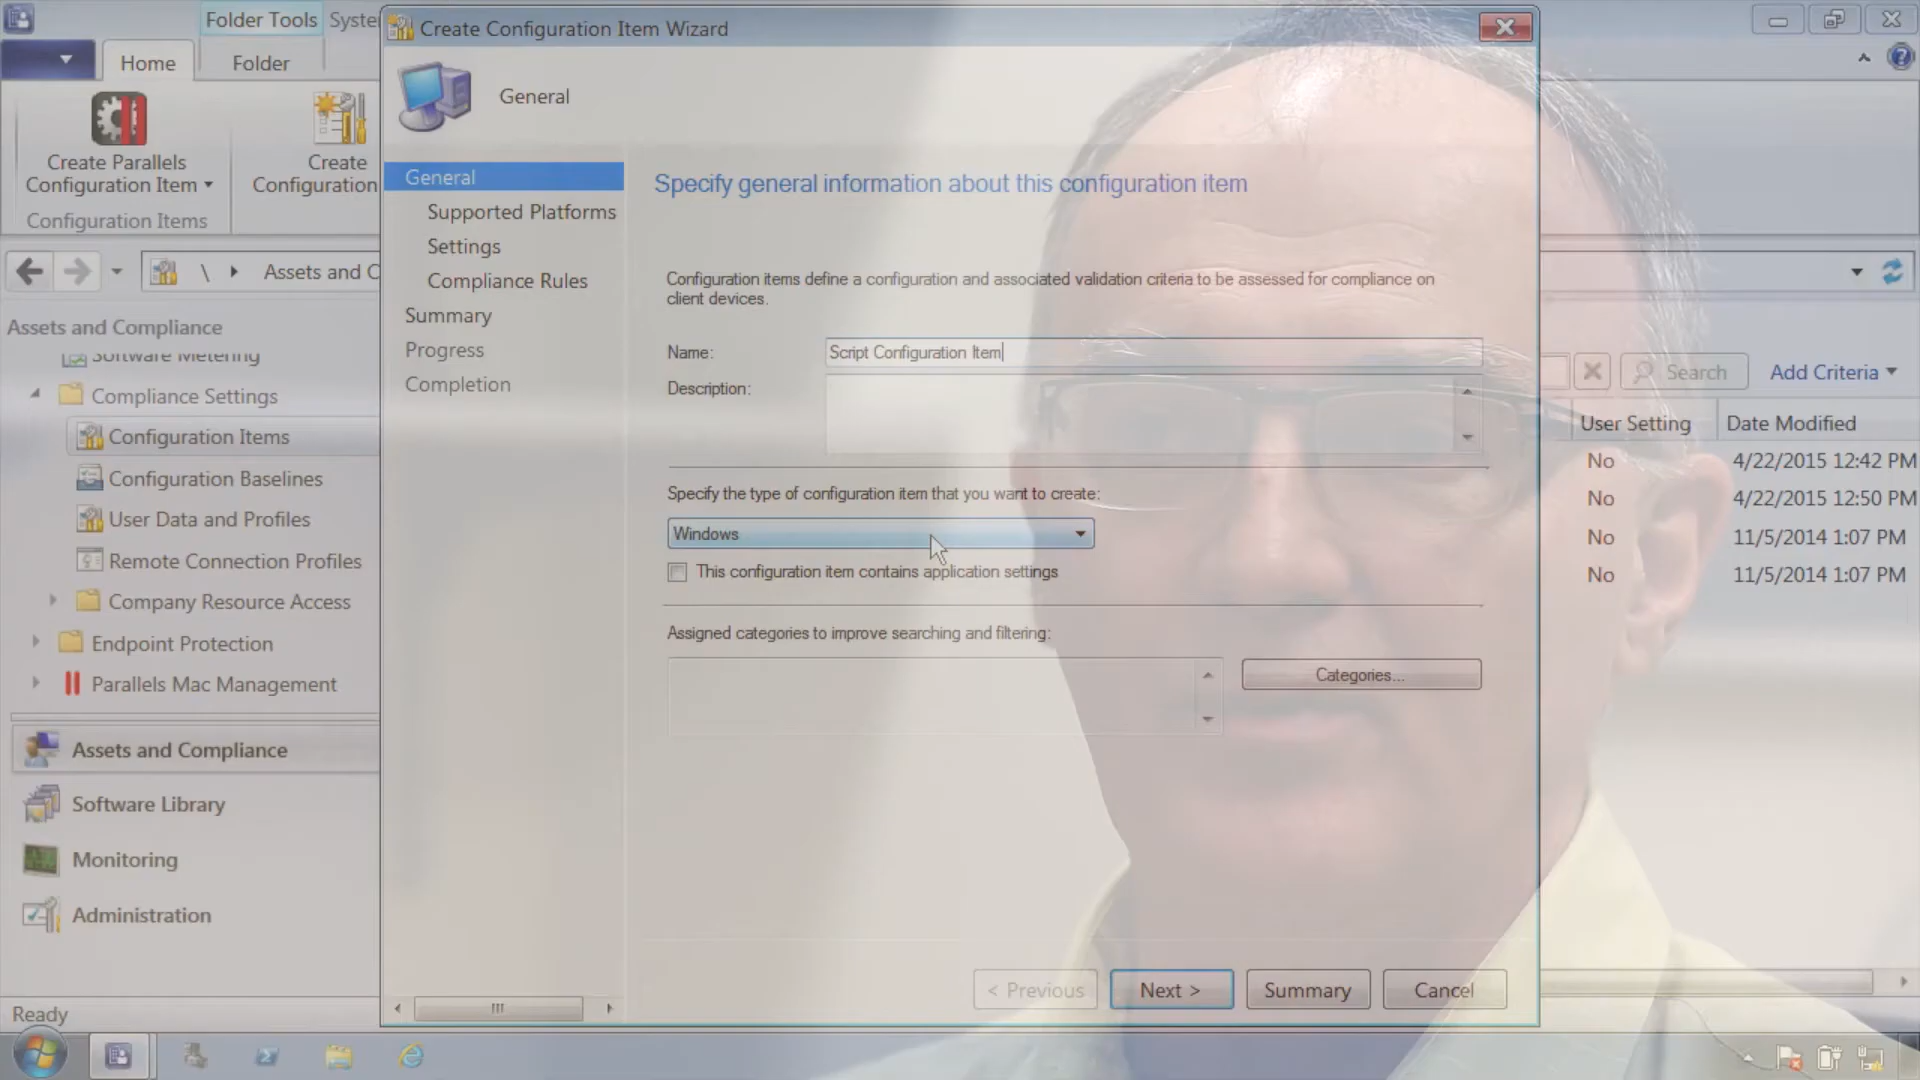 Folder Tools
Create Configuration Item Wizard
Home
Folder
General
Create Parallels
Configuration Item
Create
Configuration
Configuration Items
General
Supported Platforms
Settings
Compliance Rules
Summary
Progress
Completion
Specify general information about this configuration item
Configuration items define a configuration and associated validation criteria to be assessed for compliance on
client devices.
Name:
Script Configuration Item
Description:
Specify the type of configuration item that you want to create:
Windows
This configuration item contains application settings
Assigned categories to improve searching and filtering:
Categories...
< Previous
Next >
Summary
Cancel
\
Assets and C
Assets and Compliance
Software Metering
Compliance Settings
Configuration Items
Configuration Baselines
User Data and Profiles
Remote Connection Profiles
Company Resource Access
Endpoint Protection
Parallels Mac Management
Assets and Compliance
Software Library
Monitoring
Administration
Ready
Search
Add Criteria
User Setting
Date Modified
No
4/22/2015 12:42 PM
No
4/22/2015 12:50 PM
No
11/5/2014 1:07 PM
No
11/5/2014 1:07 PM